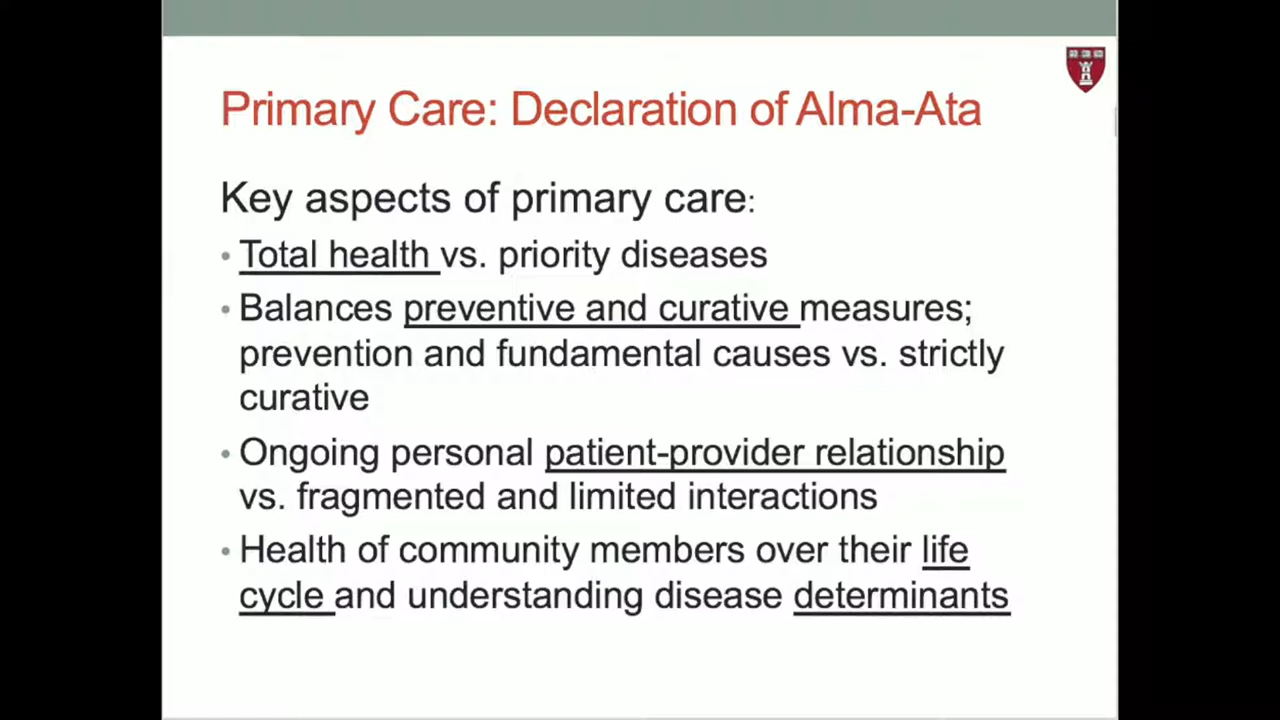 Primary Care: Declaration of Alma-Ata
Key aspects of primary care:
• Total health vs. priority diseases
• Balances preventive and curative measures;
prevention and fundamental causes vs. strictly
curative
• Ongoing personal patient-provider relationship
vs. fragmented and limited interactions
• Health of community members over their life
cycle and understanding disease determinants